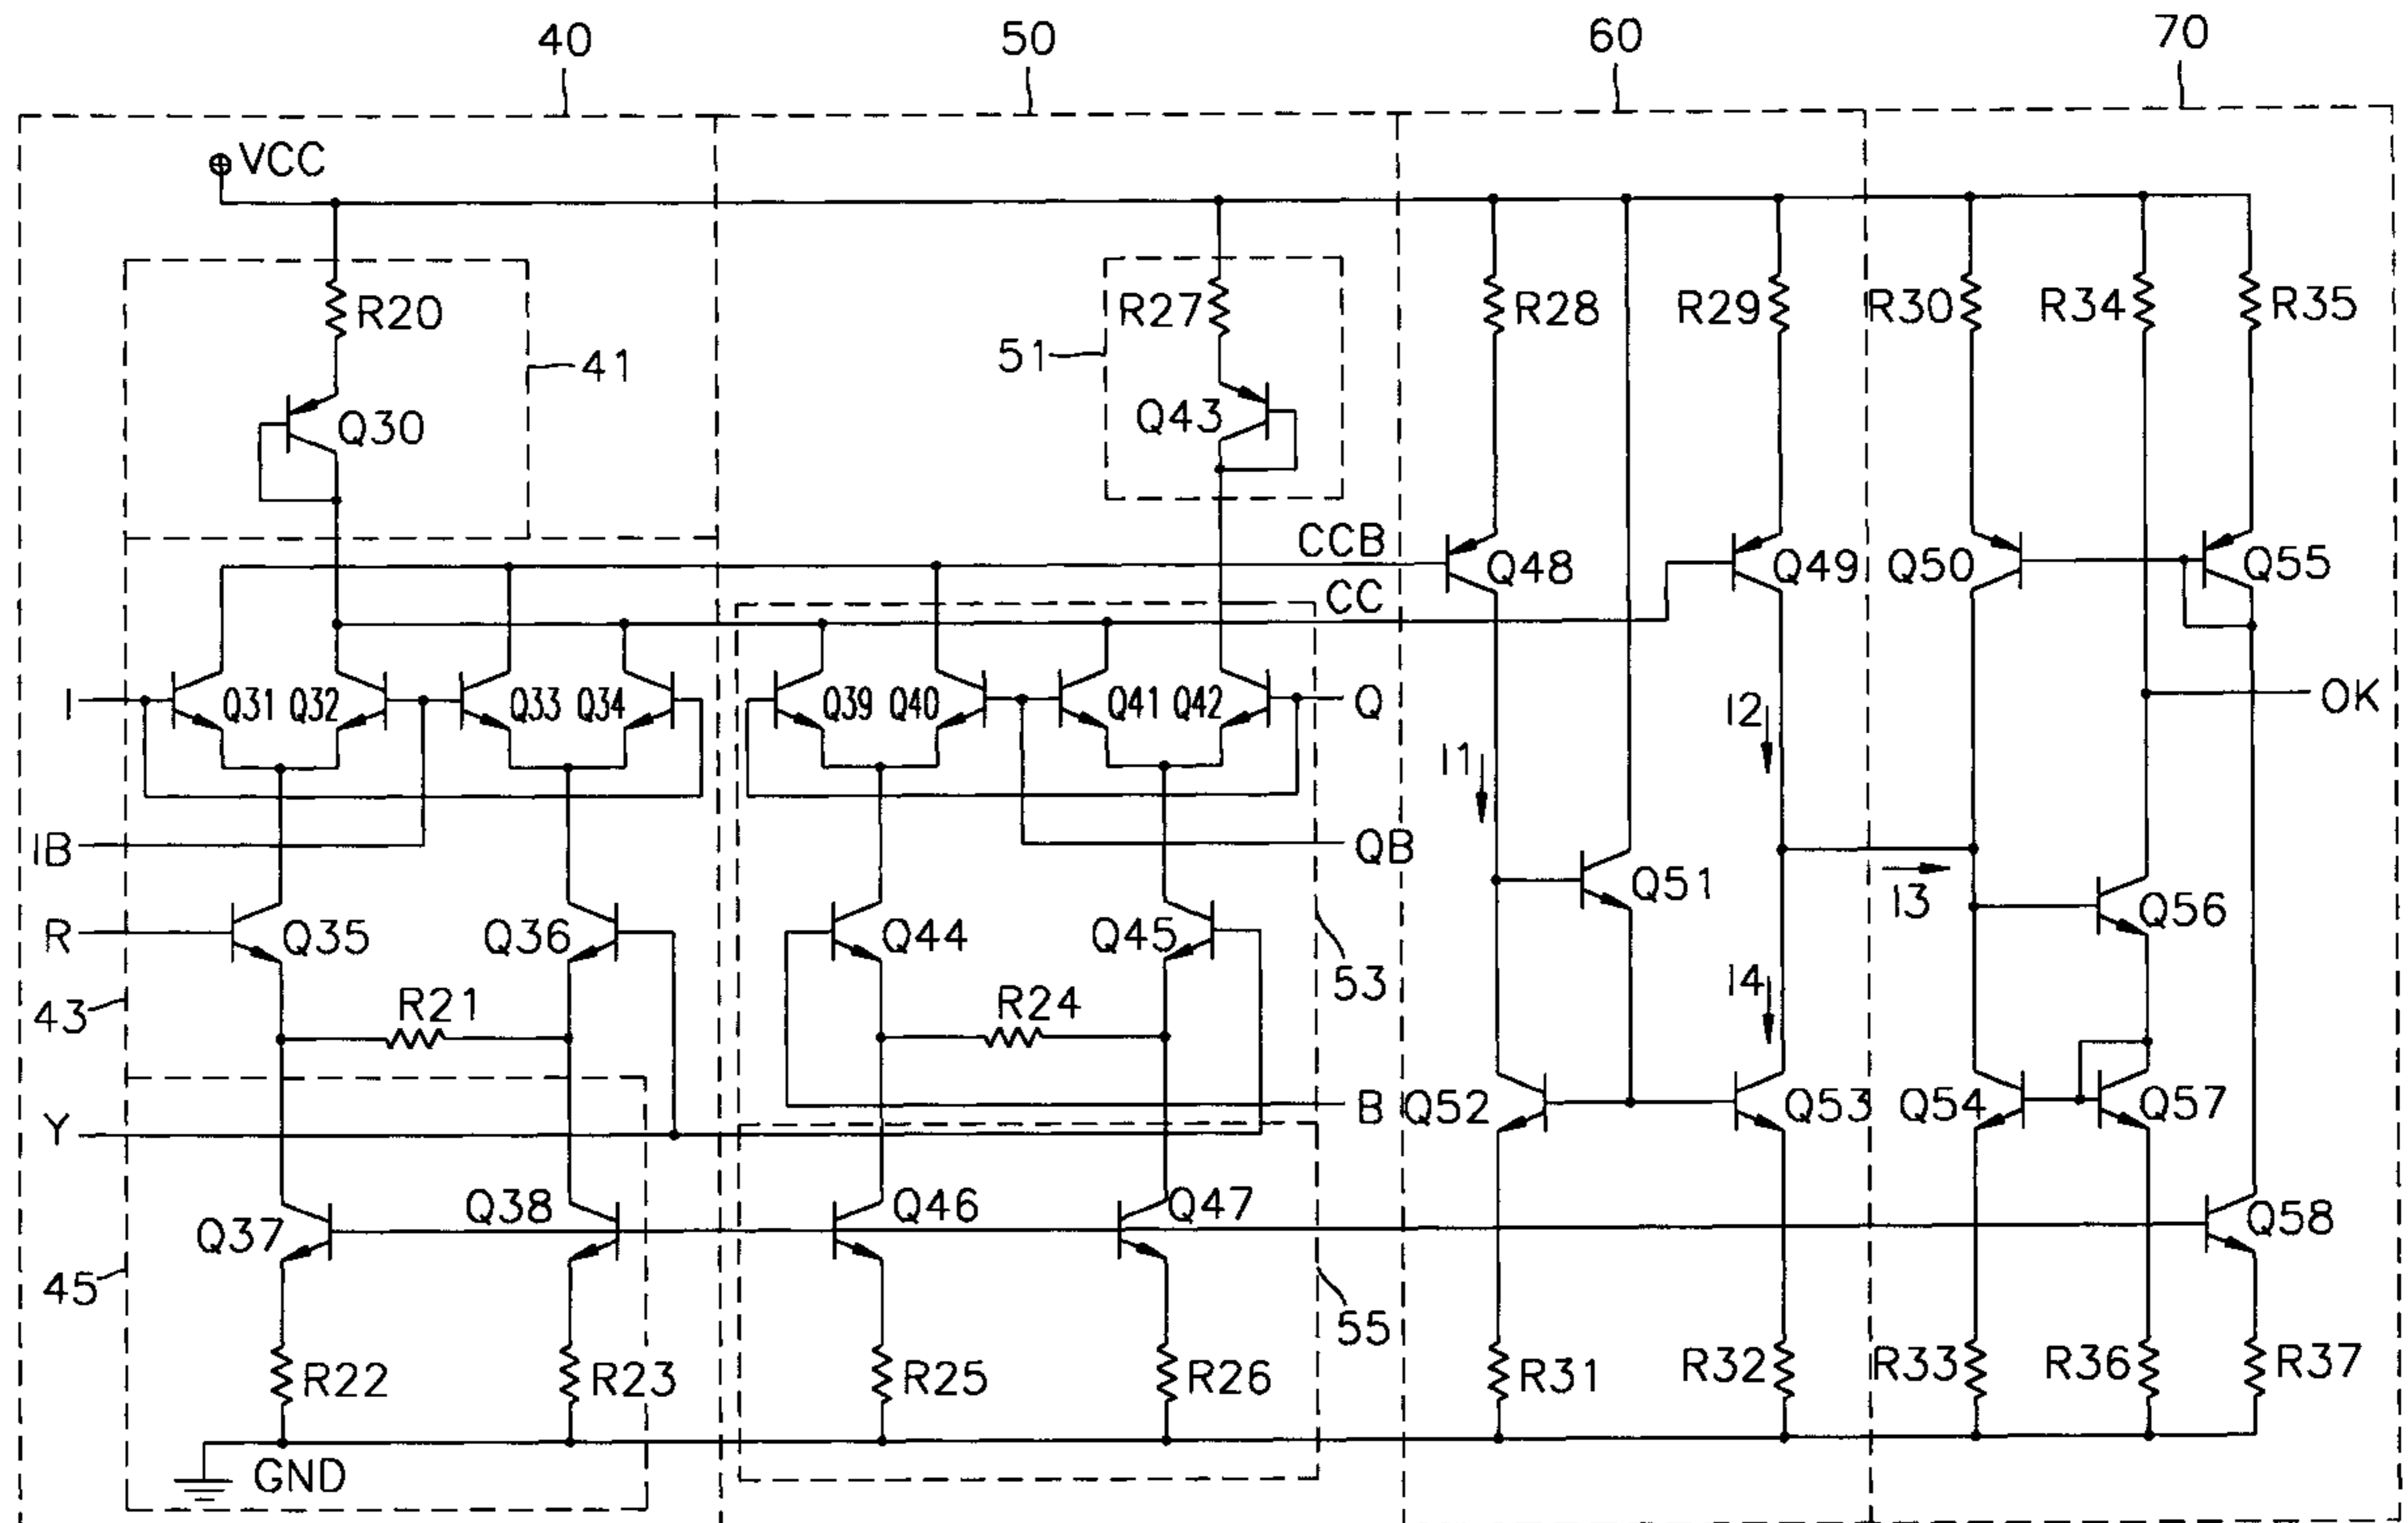 40 50 60 70
VCC
R20 R27 R28 R29 R30 R34 R35
51 41
Q30 Q43
CCB
Q48 Q49 Q50 Q55
CC
I Q31 Q32 Q33 Q34 Q39 Q40 Q41 Q42 Q OK
I2
I1
IB QB
Q51 I3 Q56
R Q35 Q36 Q44 Q45
53 I4
43 R21 R24
Y B Q52 Q53 Q54 Q57
Q37 Q38 Q46 Q47 Q58
45 55
R22 R23 R25 R26 R31 R32 R33 R36 R37
GND